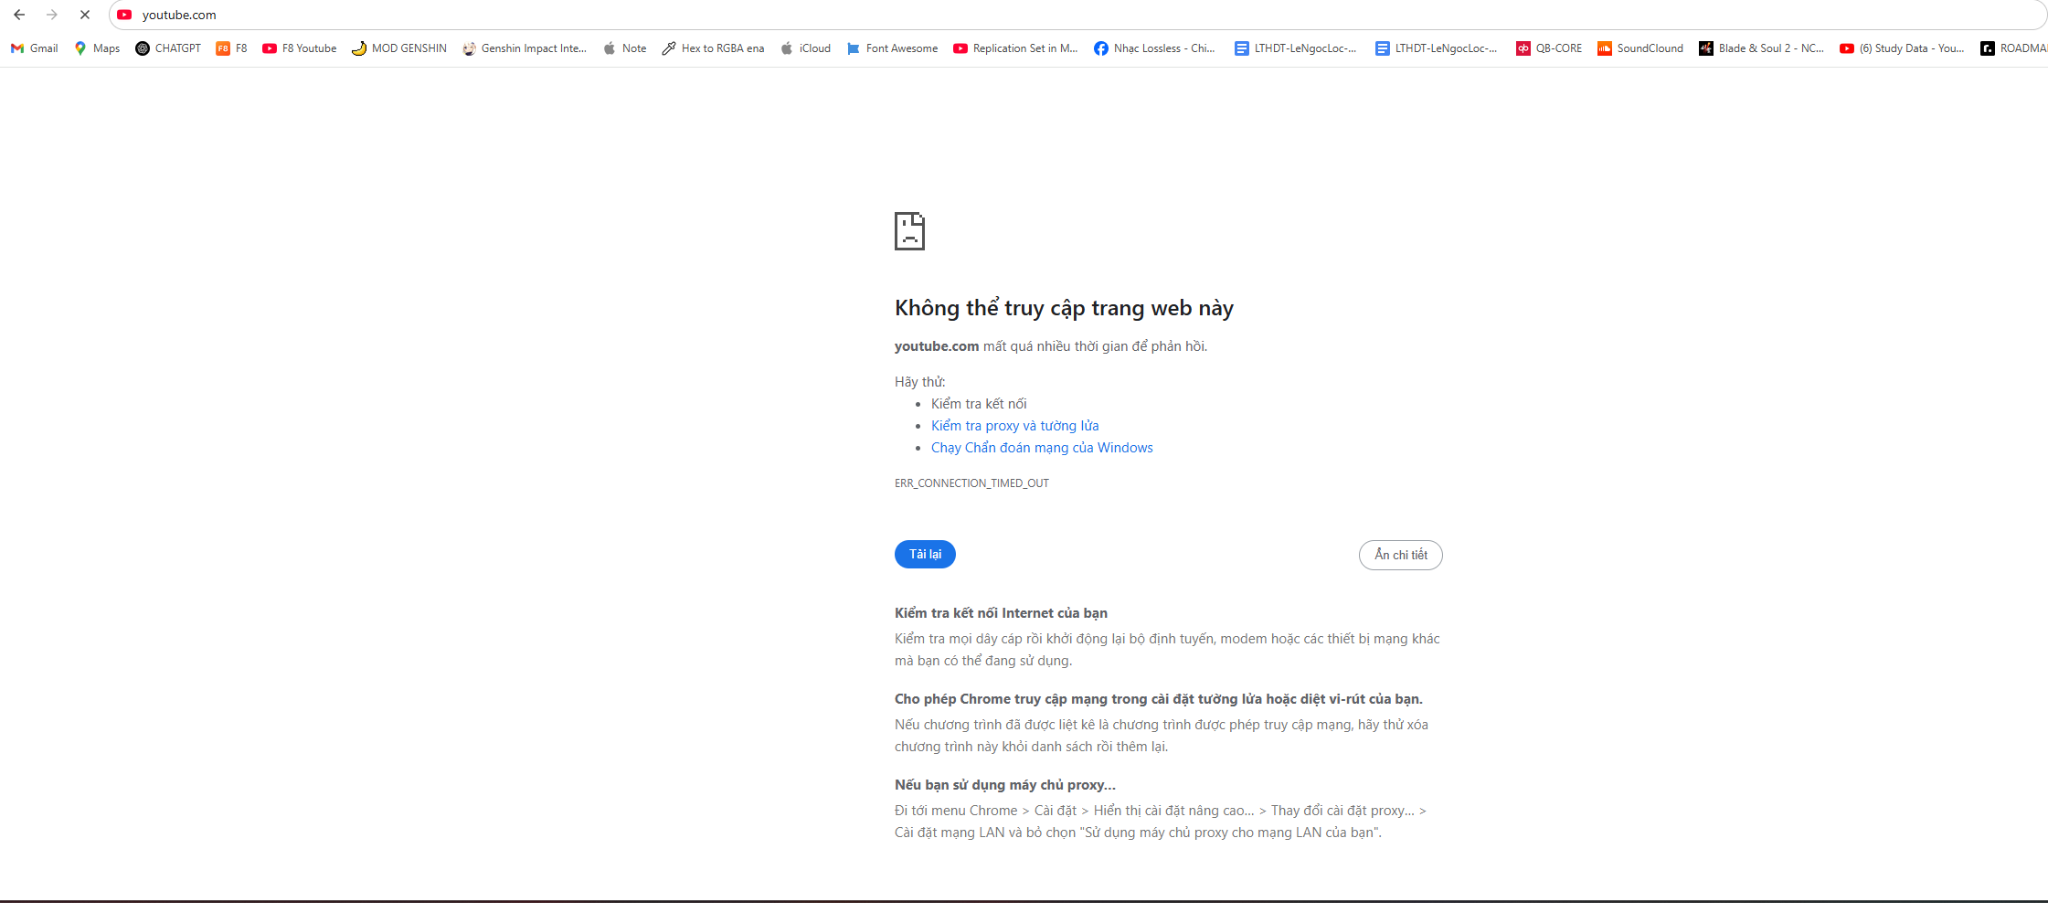 youtube.com
Gmail Maps CHATGPT F8 F8 Youtube MOD GENSHIN Genshin Impact Inte... Note Hex to RGBA ena iCloud Font Awesome Replication Set in M... Nhạc Lossless - Chi... LTHDT-LeNgocLoc-... LTHDT-LeNgocLoc-... QB-CORE SoundClound Blade & Soul 2 - NC... (6) Study Data - You... ROADMA
Không thể truy cập trang web này
youtube.com mất quá nhiều thời gian để phản hồi.
Hãy thử:
• Kiểm tra kết nối
• Kiểm tra proxy và tường lửa
• Chạy Chẩn đoán mạng của Windows
ERR_CONNECTION_TIMED_OUT
Tải lại Ẩn chi tiết
Kiểm tra kết nối Internet của bạn
Kiểm tra mọi dây cáp rồi khởi động lại bộ định tuyến, modem hoặc các thiết bị mạng khác
mà bạn có thể đang sử dụng.
Cho phép Chrome truy cập mạng trong cài đặt tường lửa hoặc diệt vi-rút của bạn.
Nếu chương trình đã được liệt kê là chương trình được phép truy cập mạng, hãy thử xóa
chương trình này khỏi danh sách rồi thêm lại.
Nếu bạn sử dụng máy chủ proxy...
Đi tới menu Chrome > Cài đặt > Hiển thị cài đặt nâng cao... > Thay đổi cài đặt proxy... >
Cài đặt mạng LAN và bỏ chọn "Sử dụng máy chủ proxy cho mạng LAN của bạn".